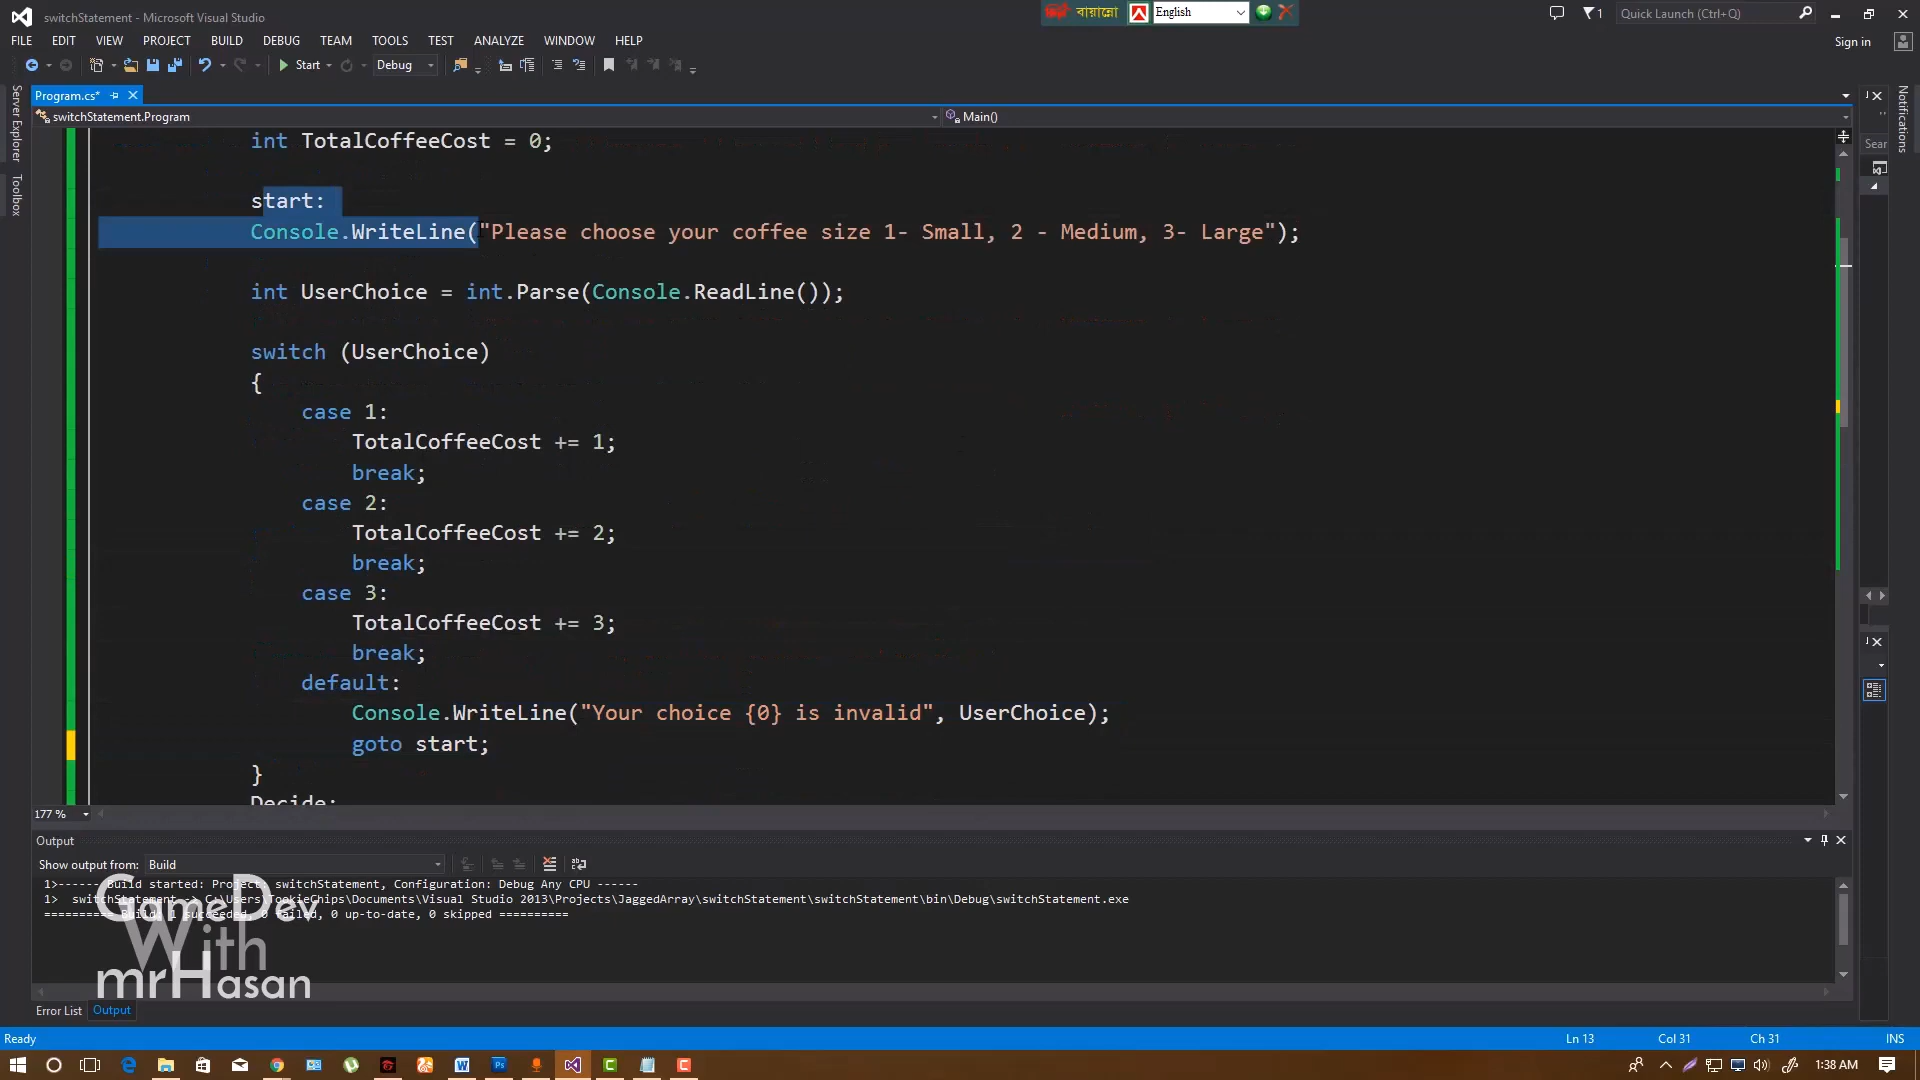 switchStatement - Microsoft Visual Studio
বায়ান্নো
English
1
Quick Launch (Ctrl+Q)
FILE EDIT VIEW PROJECT BUILD DEBUG TEAM TOOLS TEST ANALYZE WINDOW HELP
Sign in
Start
Debug
Server Explorer
Toolbox
Notifications
Program.cs*
switchStatement.Program
Main()
Sear
int TotalCoffeeCost = 0;
start:
Console.WriteLine("Please choose your coffee size 1- Small, 2 - Medium, 3- Large");
int UserChoice = int.Parse(Console.ReadLine());
switch (UserChoice)
{
case 1:
TotalCoffeeCost += 1;
break;
case 2:
TotalCoffeeCost += 2;
break;
case 3:
TotalCoffeeCost += 3;
break;
default:
Console.WriteLine("Your choice {0} is invalid", UserChoice);
goto start;
}
Decide:
177 %
Output
Show output from: Build
1>------ Build started: Project: switchStatement, Configuration: Debug Any CPU ------
1> switchStatement -> C:\Users\TookieChips\Documents\Visual Studio 2013\Projects\JaggedArray\switchStatement\switchStatement\bin\Debug\switchStatement.exe
========== Build: 1 succeeded, 0 failed, 0 up-to-date, 0 skipped ==========
GameDev
With
mrHasan
Error List Output
Ready
Ln 13 Col 31 Ch 31 INS
1:38 AM